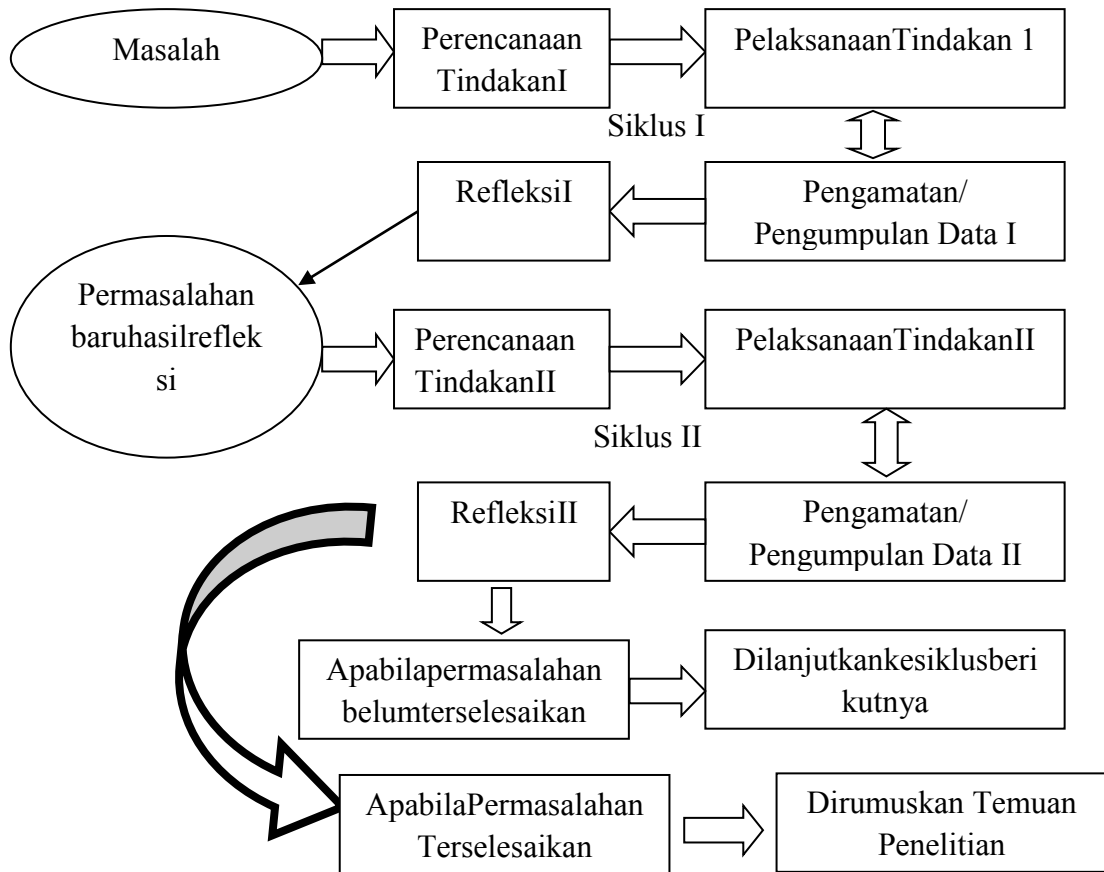 Masalah
Perencanaan
TindakanI
PelaksanaanTindakan 1
Siklus I
RefleksiI
Pengamatan/
Pengumpulan Data I
Permasalahan
baruhasilreflek
si
Perencanaan
TindakanII
PelaksanaanTindakanII
Siklus II
RefleksiII
Pengamatan/
Pengumpulan Data II
Apabilapermasalahan
belumterselesaikan
Dilanjutkankesiklusberi
kutnya
ApabilaPermasalahan
Terselesaikan
Dirumuskan Temuan
Penelitian